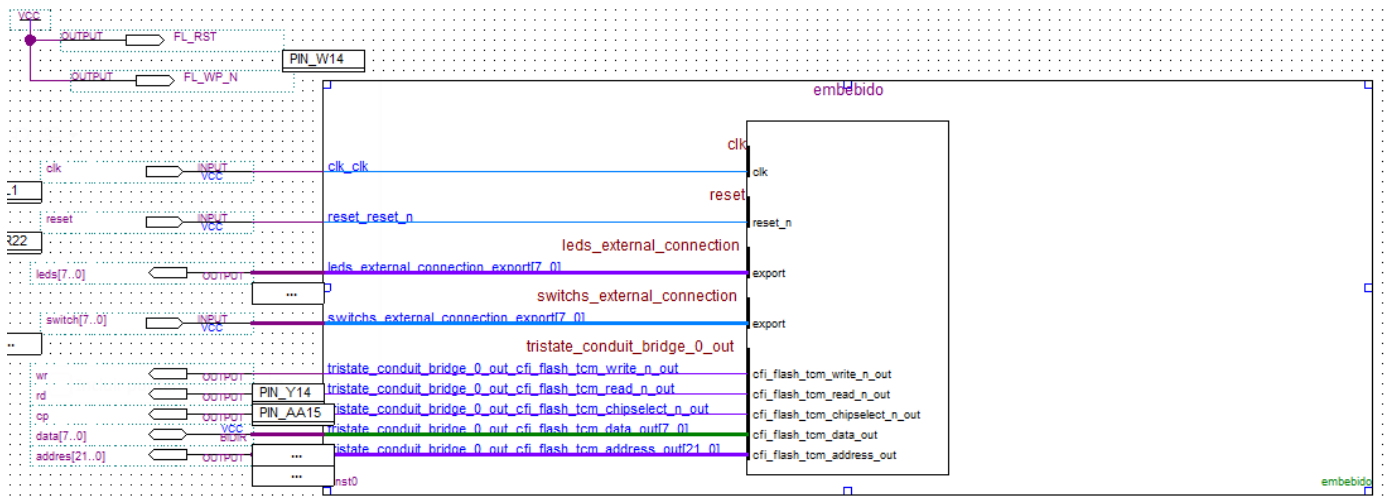 VCC
OUTPUT FL_RST
PIN_W14
OUTPUT FL_WP_N
embebido
clk
clk INPUT VCC clk_clk
clk
reset
reset INPUT VCC reset_reset_n
reset_n
R22
leds_external_connection
leds[7..0] OUTPUT leds_external_connection_export[7..0]
export
...
switchs_external_connection
switch[7..0] INPUT VCC switchs_external_connection_export[7..0]
export
tristate_conduit_bridge_0_out
wr OUTPUT tristate_conduit_bridge_0_out_cfi_flash_tcm_write_n_out cfi_flash_tcm_write_n_out
rd OUTPUT PIN_Y14 tristate_conduit_bridge_0_out_cfi_flash_tcm_read_n_out cfi_flash_tcm_read_n_out
cp OUTPUT PIN_AA15 tristate_conduit_bridge_0_out_cfi_flash_tcm_chipselect_n_out cfi_flash_tcm_chipselect_n_out
data[7..0] VCC BIDIR tristate_conduit_bridge_0_out_cfi_flash_tcm_data_out[7..0] cfi_flash_tcm_data_out
addres[21..0] OUTPUT ... tristate_conduit_bridge_0_out_cfi_flash_tcm_address_out[21..0] cfi_flash_tcm_address_out
...
inst0
embebido